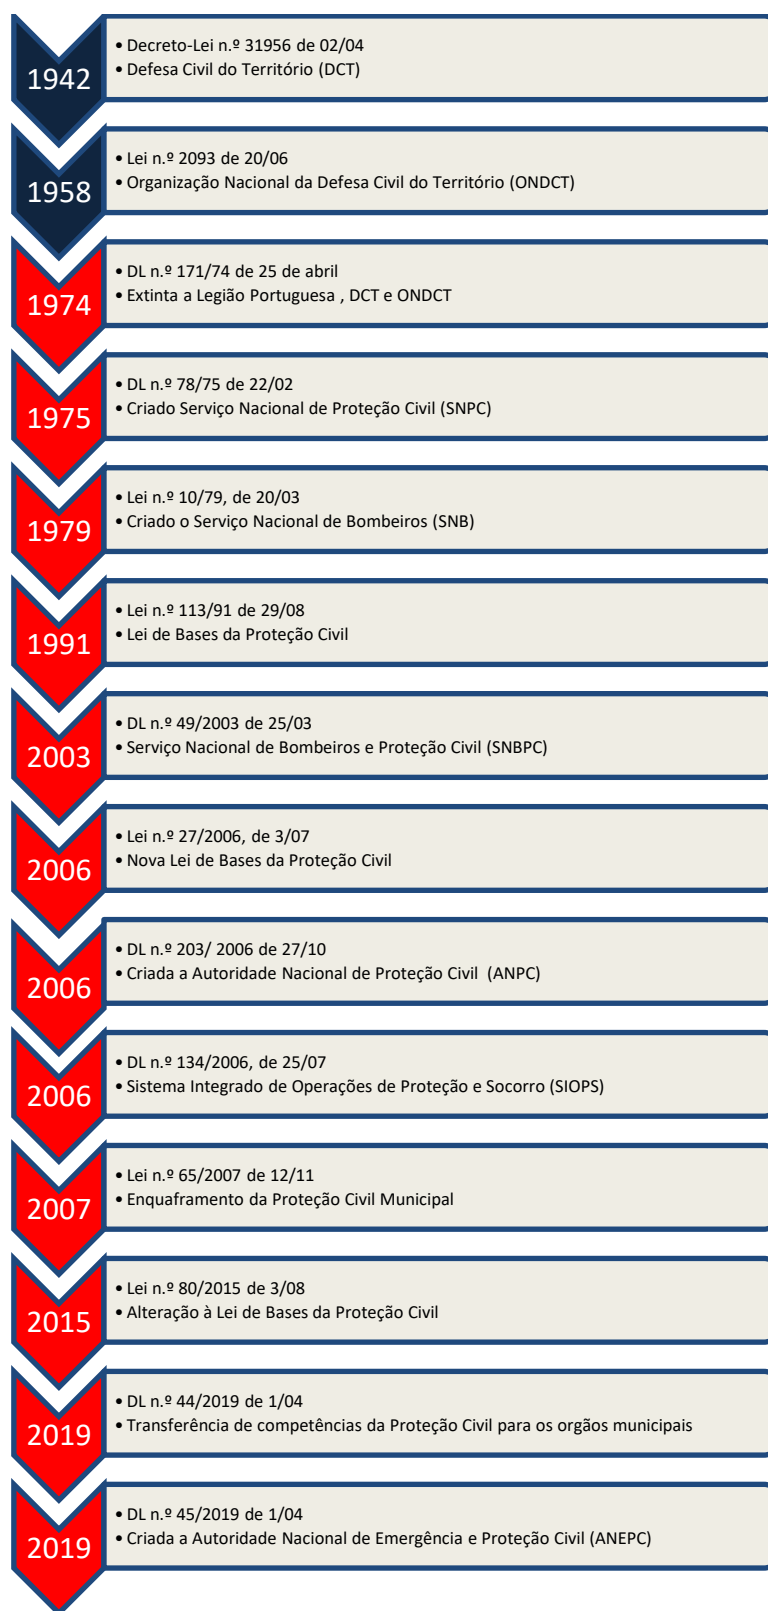 1942
• Decreto-Lei n.º 31956 de 02/04
• Defesa Civil do Território (DCT)
1958
• Lei n.º 2093 de 20/06
• Organização Nacional da Defesa Civil do Território (ONDCT)
1974
• DL n.º 171/74 de 25 de abril
• Extinta a Legião Portuguesa , DCT e ONDCT
1975
• DL n.º 78/75 de 22/02
• Criado Serviço Nacional de Proteção Civil (SNPC)
1979
• Lei n.º 10/79, de 20/03
• Criado o Serviço Nacional de Bombeiros (SNB)
1991
• Lei n.º 113/91 de 29/08
• Lei de Bases da Proteção Civil
2003
• DL n.º 49/2003 de 25/03
• Serviço Nacional de Bombeiros e Proteção Civil (SNBPC)
2006
• Lei n.º 27/2006, de 3/07
• Nova Lei de Bases da Proteção Civil
2006
• DL n.º 203/ 2006 de 27/10
• Criada a Autoridade Nacional de Proteção Civil (ANPC)
2006
• DL n.º 134/2006, de 25/07
• Sistema Integrado de Operações de Proteção e Socorro (SIOPS)
2007
• Lei n.º 65/2007 de 12/11
• Enquaframento da Proteção Civil Municipal
2015
• Lei n.º 80/2015 de 3/08
• Alteração à Lei de Bases da Proteção Civil
2019
• DL n.º 44/2019 de 1/04
• Transferência de competências da Proteção Civil para os orgãos municipais
2019
• DL n.º 45/2019 de 1/04
• Criada a Autoridade Nacional de Emergência e Proteção Civil (ANEPC)